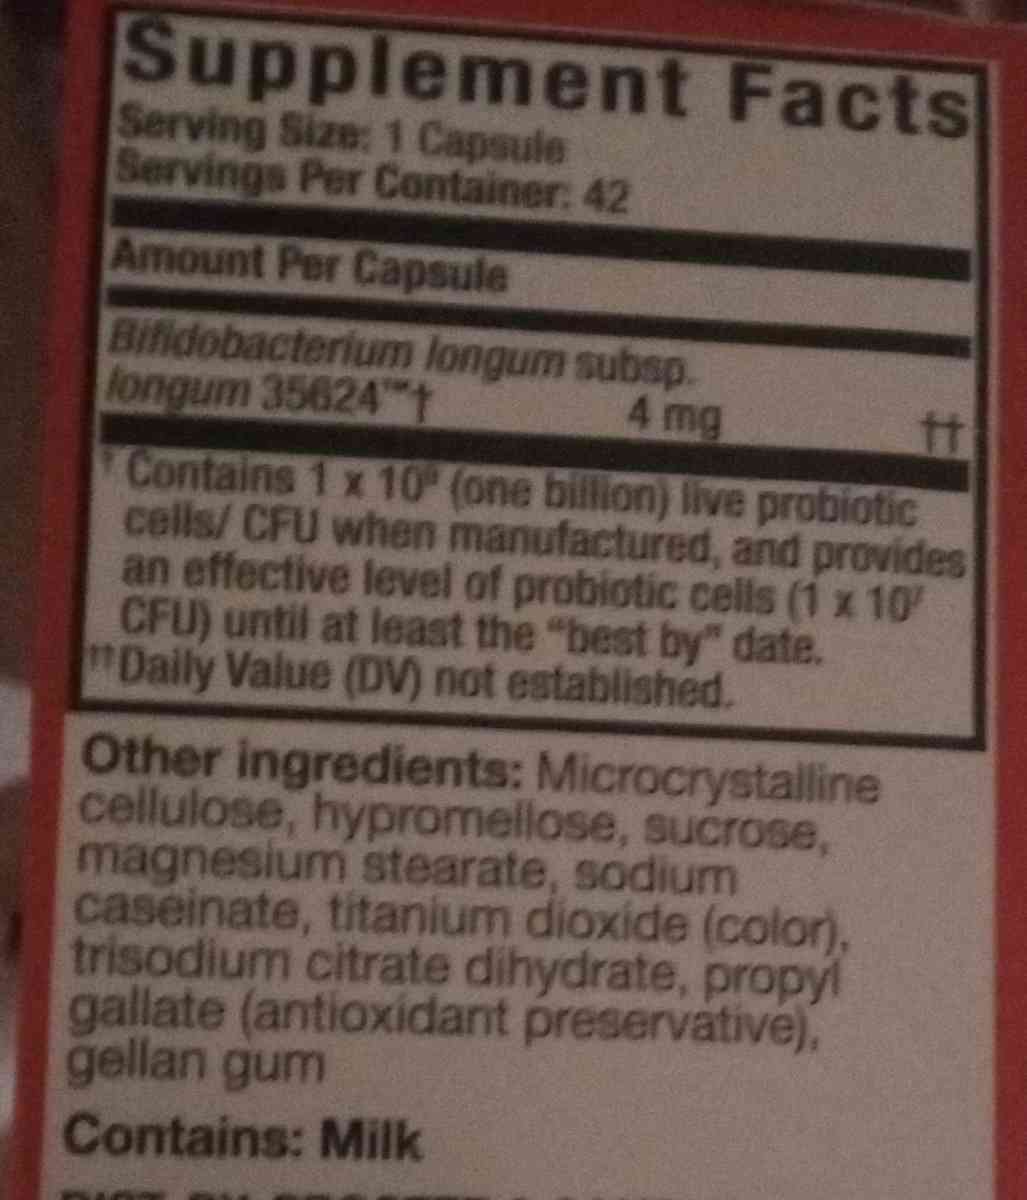 Supplement Facts
Serving Size: 1 Capsule
Servings Per Container: 42
Amount Per Capsule
Bifidobacterium longum subsp.
longum 35624™† 4 mg ††
† Contains 1 x 10⁹ (one billion) live probiotic
cells/ CFU when manufactured, and provides
an effective level of probiotic cells (1 x 10⁷
CFU) until at least the "best by" date.
†† Daily Value (DV) not established.
Other ingredients: Microcrystalline
cellulose, hypromellose, sucrose,
magnesium stearate, sodium
caseinate, titanium dioxide (color),
trisodium citrate dihydrate, propyl
gallate (antioxidant preservative),
gellan gum
Contains: Milk